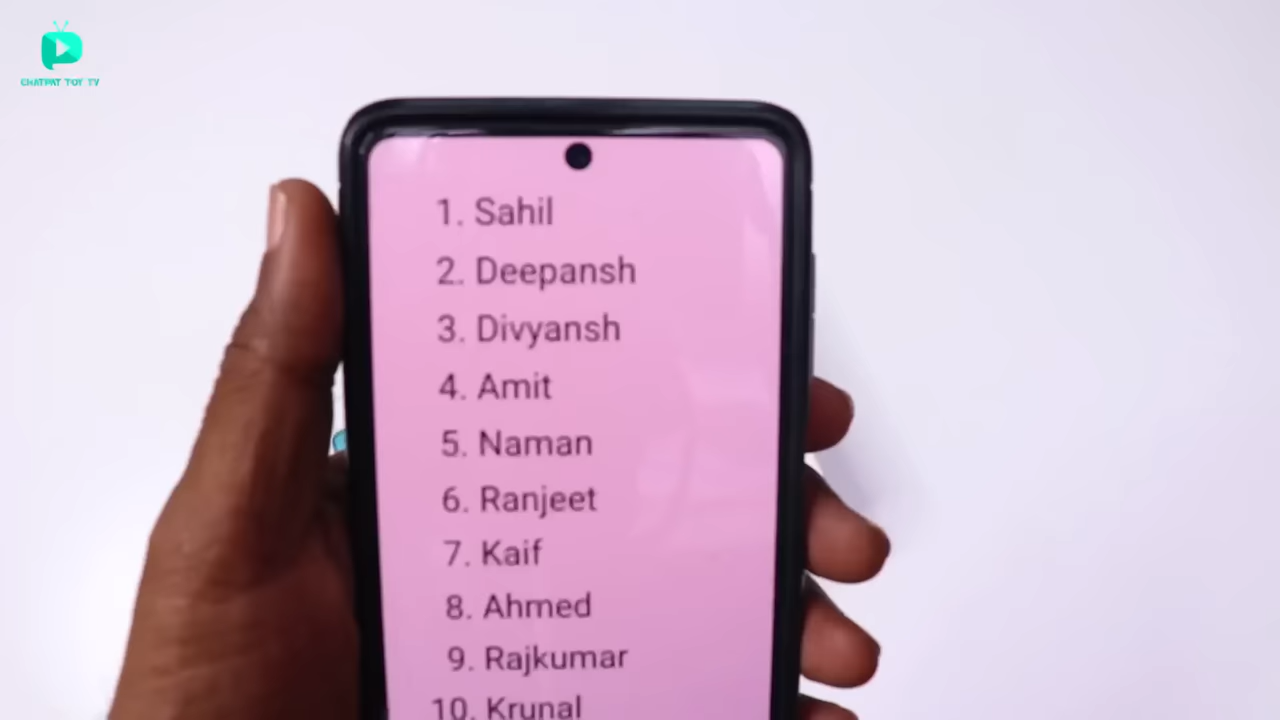 CHATPAT TOY TV
1. Sahil
2. Deepansh
3. Divyansh
4. Amit
5. Naman
6. Ranjeet
7. Kaif
8. Ahmed
9. Rajkumar
10. Krunal